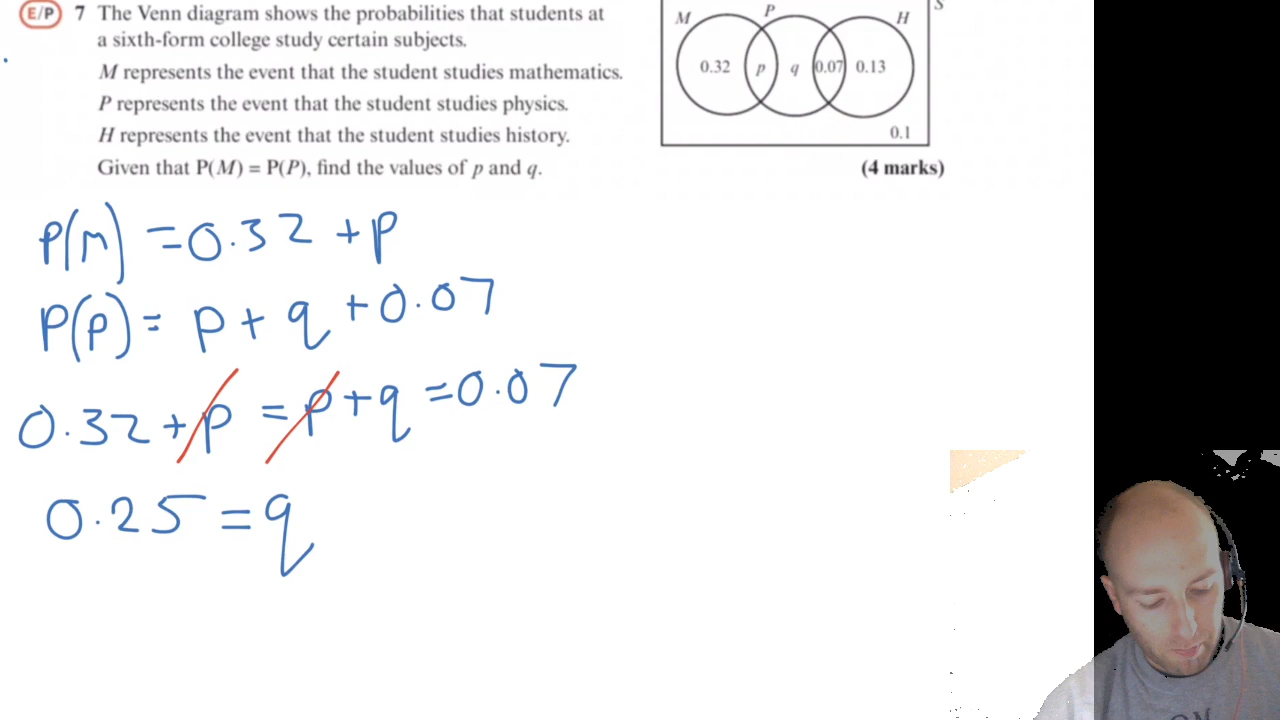 E/P 7 The Venn diagram shows the probabilities that students at
a sixth-form college study certain subjects.
M represents the event that the student studies mathematics.
P represents the event that the student studies physics.
H represents the event that the student studies history.
Given that P(M) = P(P), find the values of p and q.
M P H S
0.32 p q 0.07 0.13
0.1
(4 marks)
P(M) = 0.32 + p
P(P) = p + q + 0.07
0.32 + p = p + q = 0.07
0.25 = q